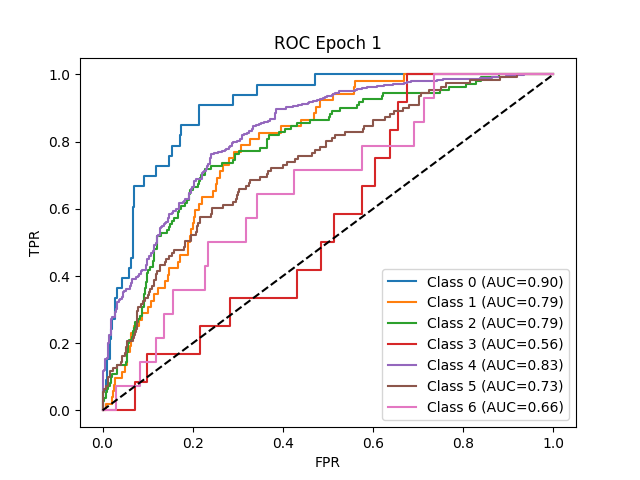 ROC Epoch 1
1.0
0.8
0.6
0.4
0.2
0.0
TPR
0.0 0.2 0.4 0.6 0.8 1.0
FPR
Class 0 (AUC=0.90)
Class 1 (AUC=0.79)
Class 2 (AUC=0.79)
Class 3 (AUC=0.56)
Class 4 (AUC=0.83)
Class 5 (AUC=0.73)
Class 6 (AUC=0.66)